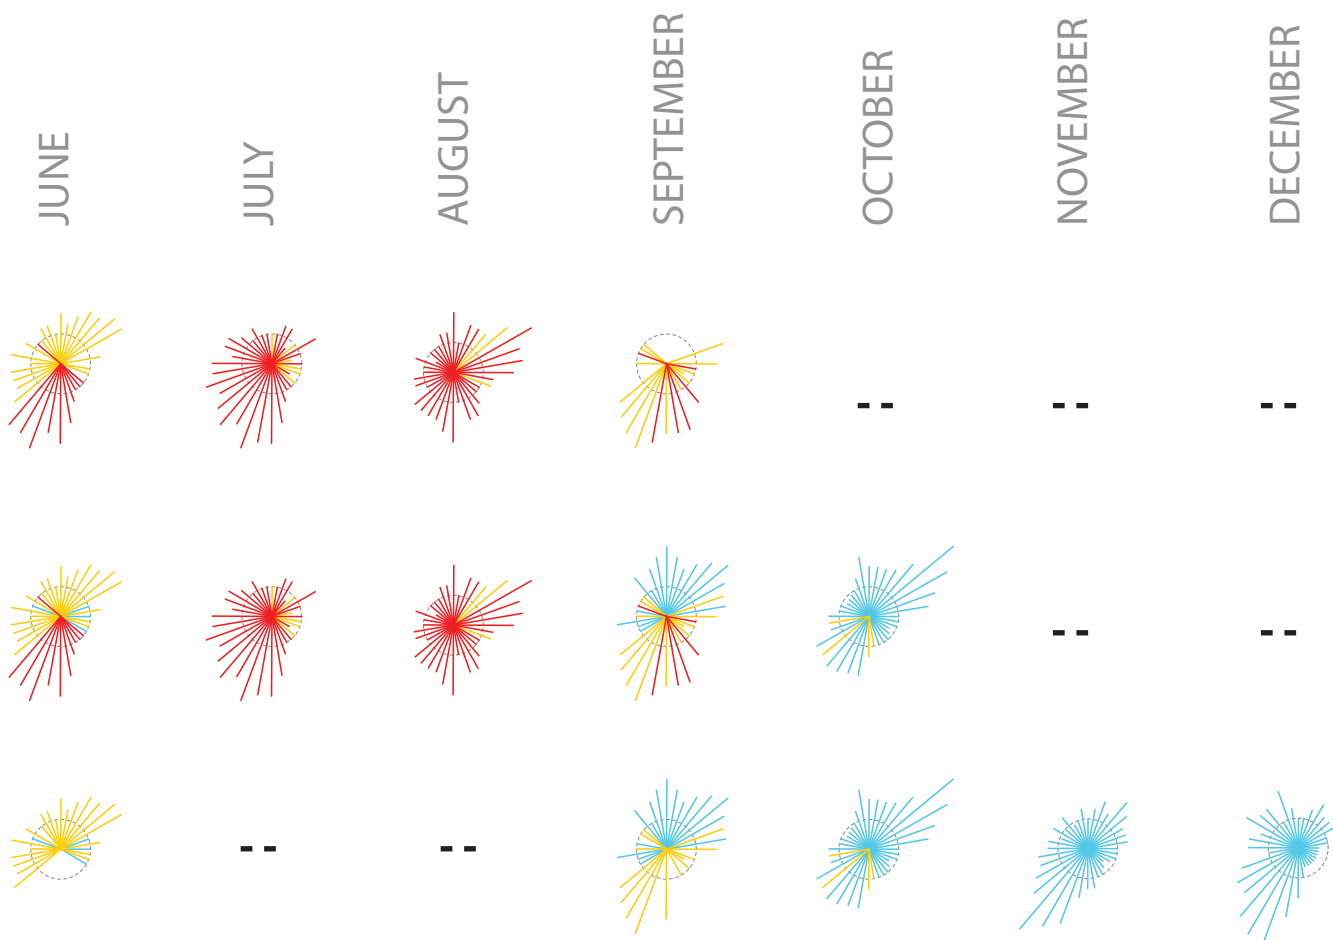 JUNE
JULY
AUGUST
SEPTEMBER
OCTOBER
NOVEMBER
DECEMBER
-- -- --
-- --
-- --